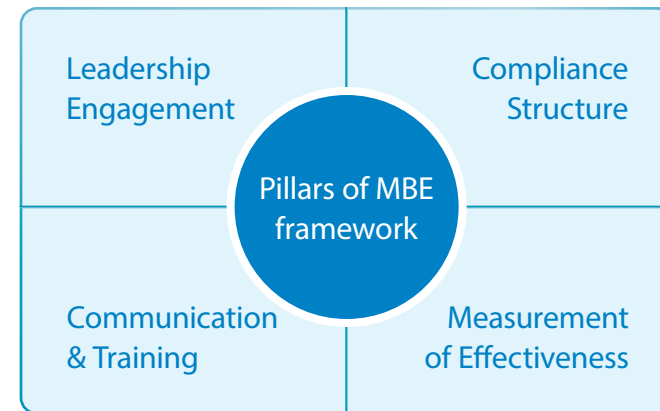 Leadership
Engagement
Compliance
Structure
Pillars of MBE
framework
Communication
& Training
Measurement
of Effectiveness